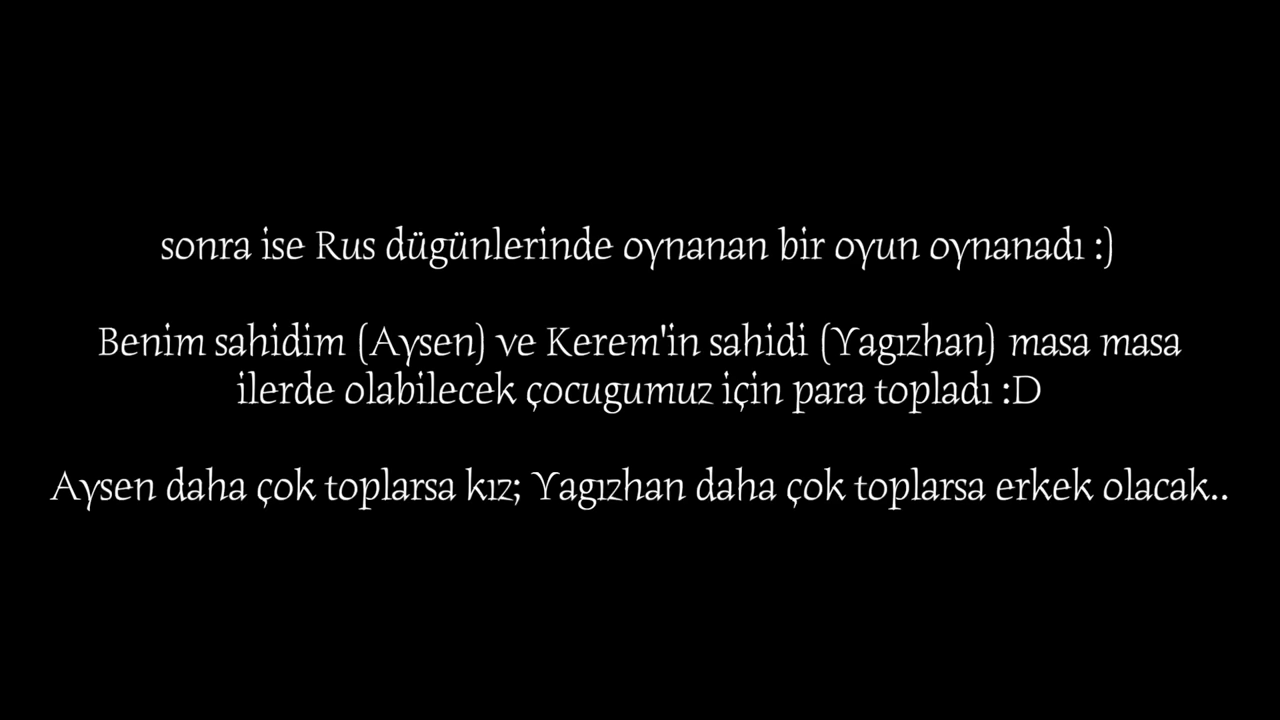 sonra ise Rus dügünlerinde oynanan bir oyun oynanadı :)
Benim sahidim (Aysen) ve Kerem'in sahidi (Yagızhan) masa masa
ilerde olabilecek çocugumuz için para topladı :D
Aysen daha çok toplarsa kız; Yagızhan daha çok toplarsa erkek olacak..